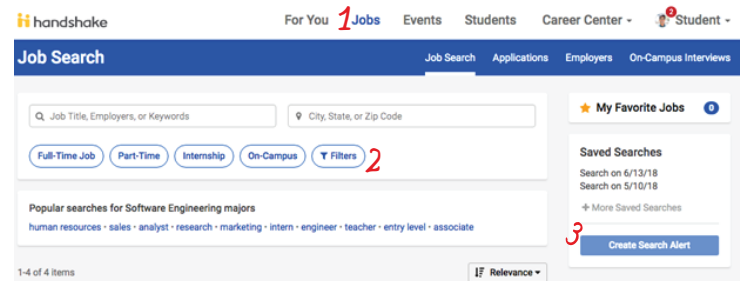 handshake For You 1 Jobs Events Students Career Center 2 Student
Job Search Job Search Applications Employers On-Campus Interviews
Job Title, Employers, or Keywords City, State, or Zip Code
Full-Time Job Part-Time Internship On-Campus Filters 2
Popular searches for Software Engineering majors
human resources - sales - analyst - research - marketing - intern - engineer - teacher - entry level - associate
1-4 of 4 items Relevance
My Favorite Jobs 0
Saved Searches
Search on 6/13/18
Search on 5/10/18
+ More Saved Searches
3
Create Search Alert